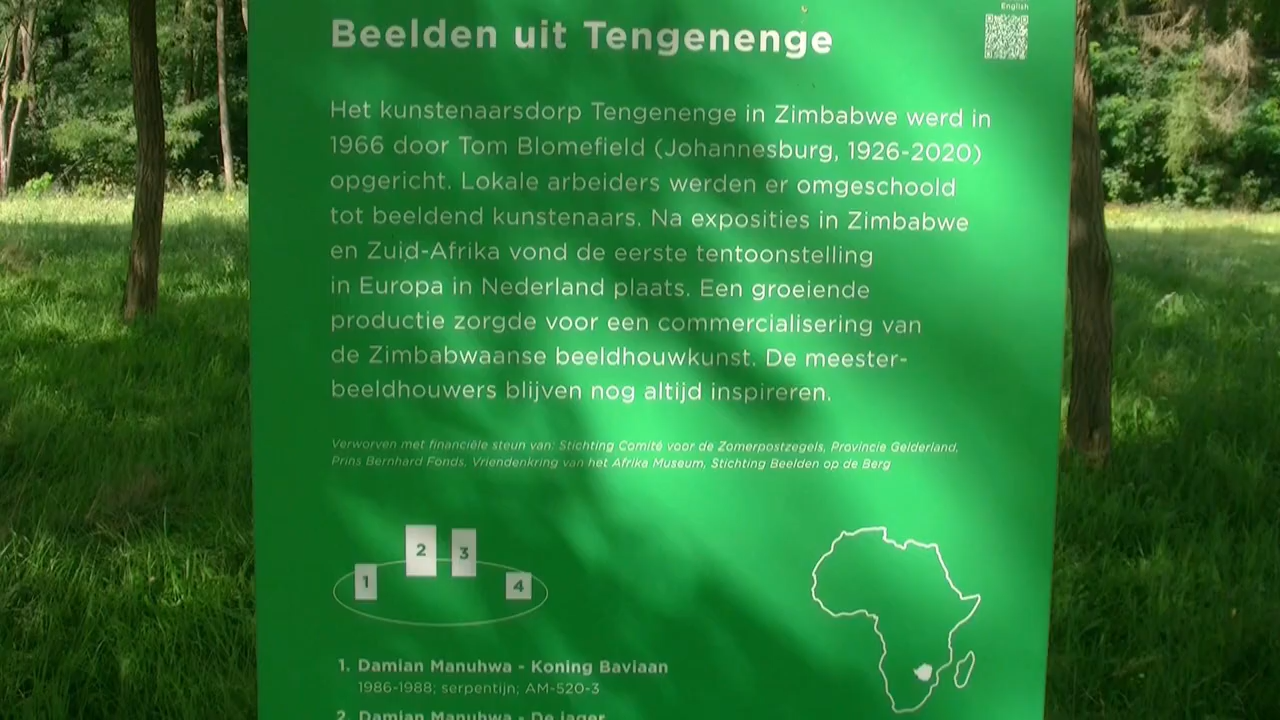 English
Beelden uit Tengenenge
Het kunstenaarsdorp Tengenenge in Zimbabwe werd in
1966 door Tom Blomefield (Johannesburg, 1926-2020)
opgericht. Lokale arbeiders werden er omgeschoold
tot beeldend kunstenaars. Na exposities in Zimbabwe
en Zuid-Afrika vond de eerste tentoonstelling
in Europa in Nederland plaats. Een groeiende
productie zorgde voor een commercialisering van
de Zimbabwaanse beeldhouwkunst. De meester-
beeldhouwers blijven nog altijd inspireren.
Verworven met financiële steun van: Stichting Comité voor de Zomerpostzegels, Provincie Gelderland,
Prins Bernhard Fonds, Vriendenkring van het Afrika Museum, Stichting Beelden op de Berg
1 2 3 4
1. Damian Manuhwa - Koning Baviaan
1986-1988; serpentijn; AM-520-3
2. Damian Manuhwa - De jager